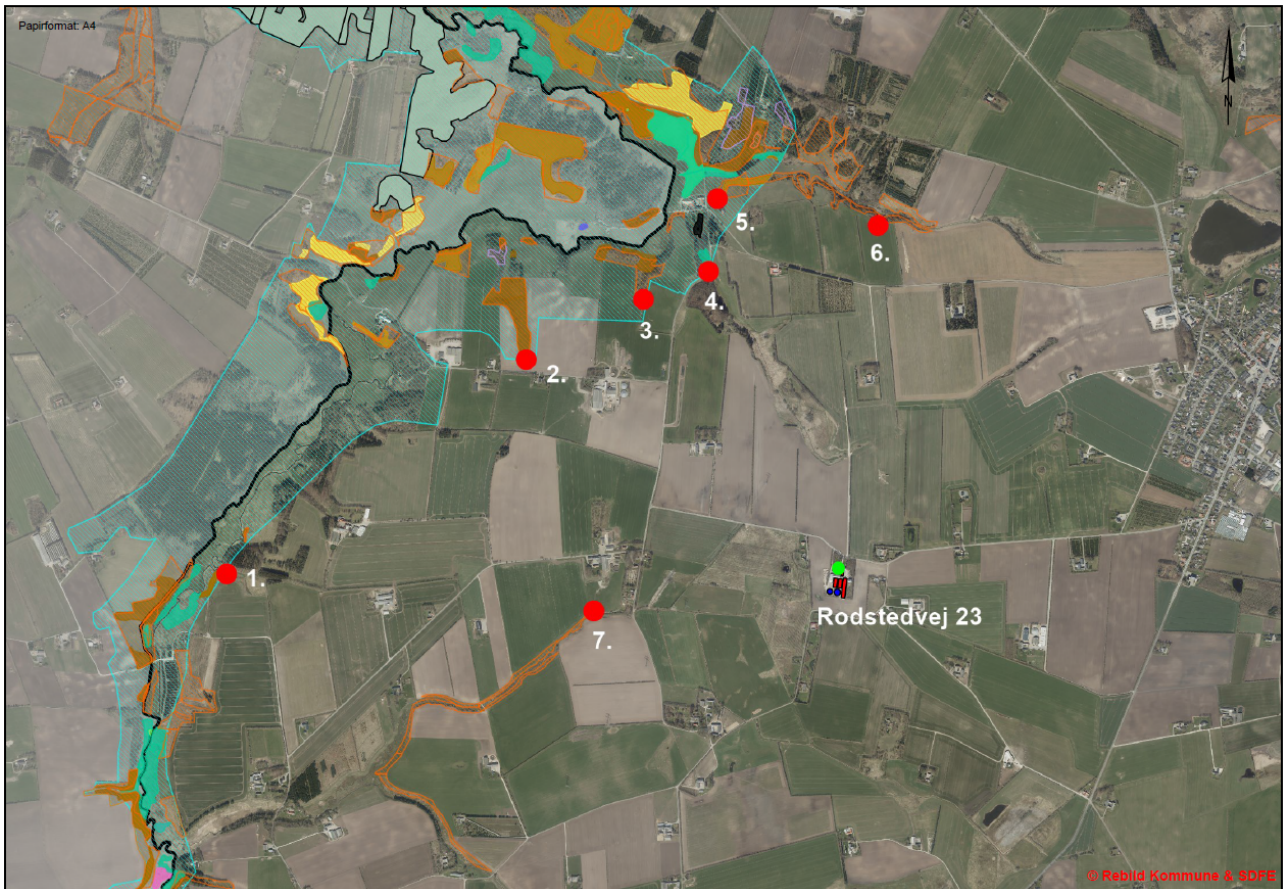 Papirformat: A4
N
5.
6.
4.
3.
2.
1.
Rodstedvej 23
7.
© Rebild Kommune & SDFE